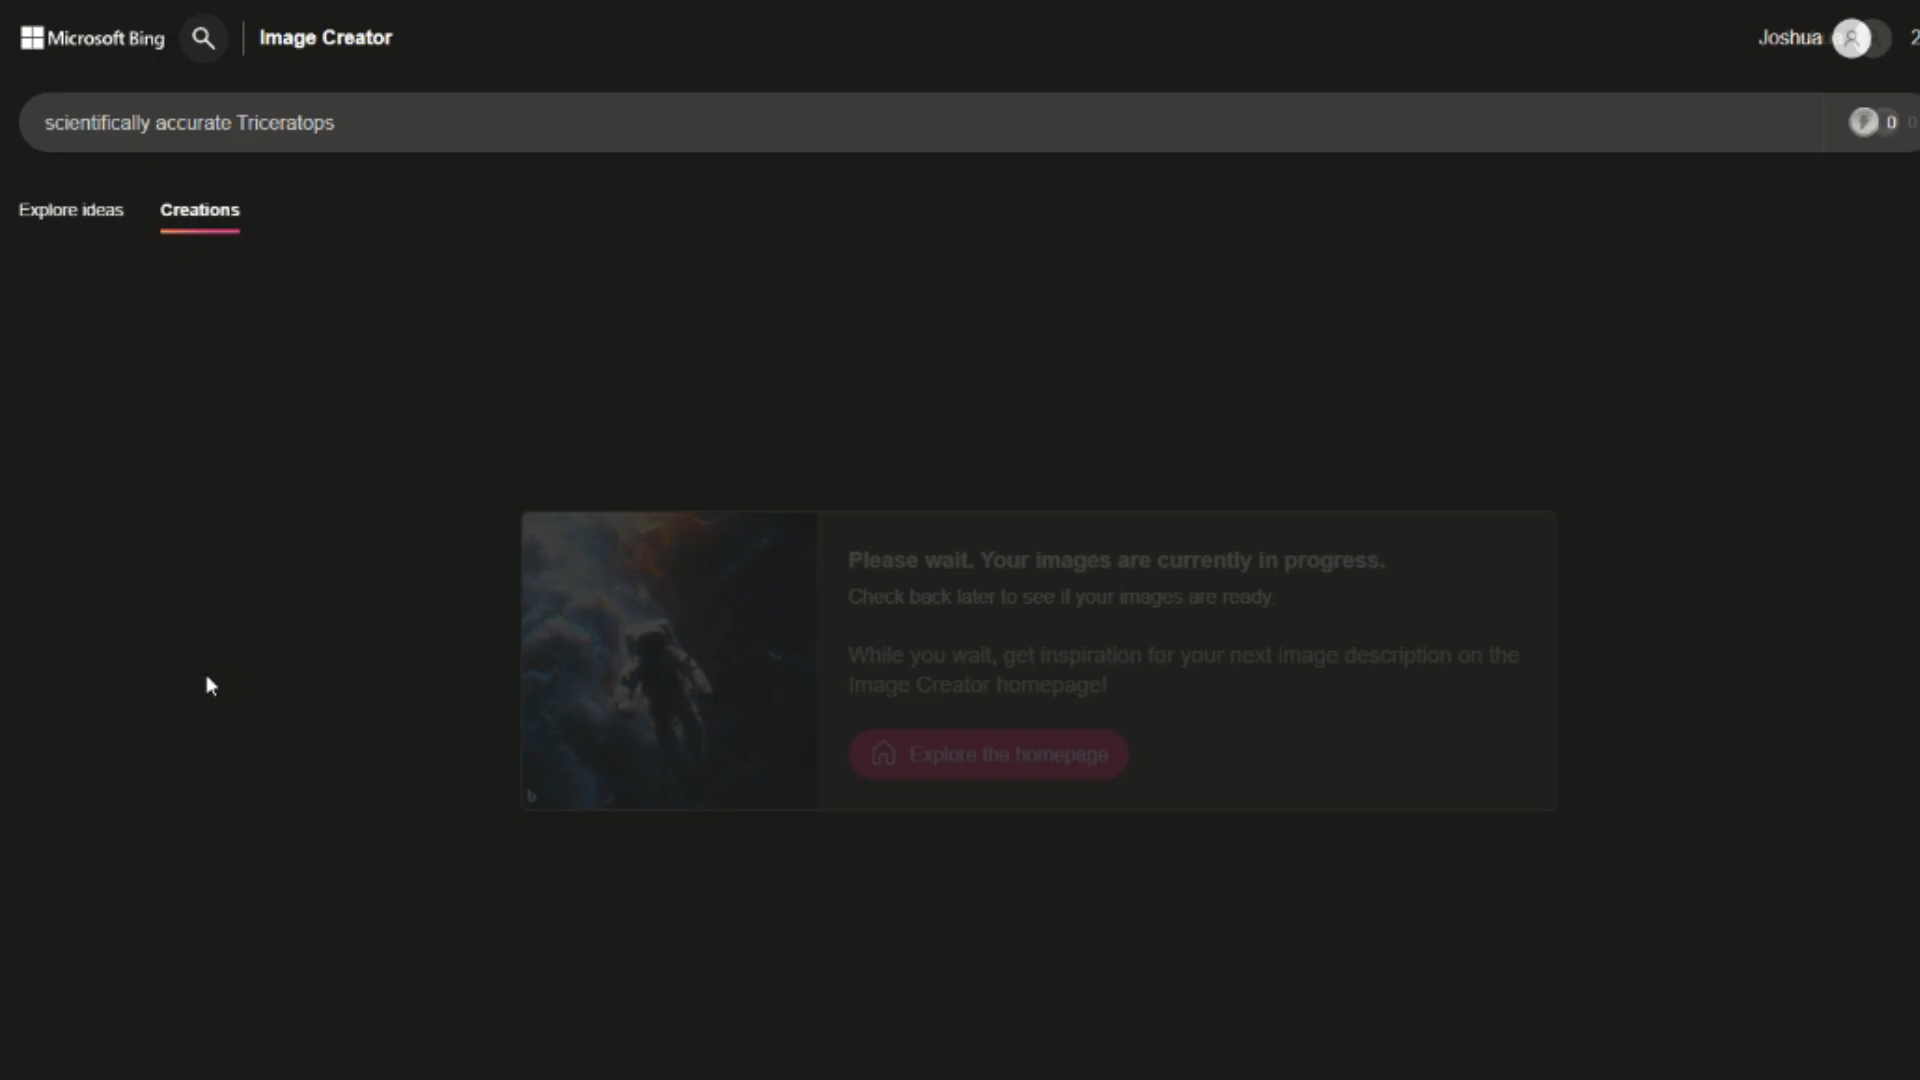 Microsoft Bing
Image Creator
Joshua
2
scientifically accurate Triceratops
0
0
Explore ideas
Creations
Please wait. Your images are currently in progress.
Check back later to see if your images are ready.
While you wait, get inspiration for your next image description on the
Image Creator homepage!
Explore the homepage
b